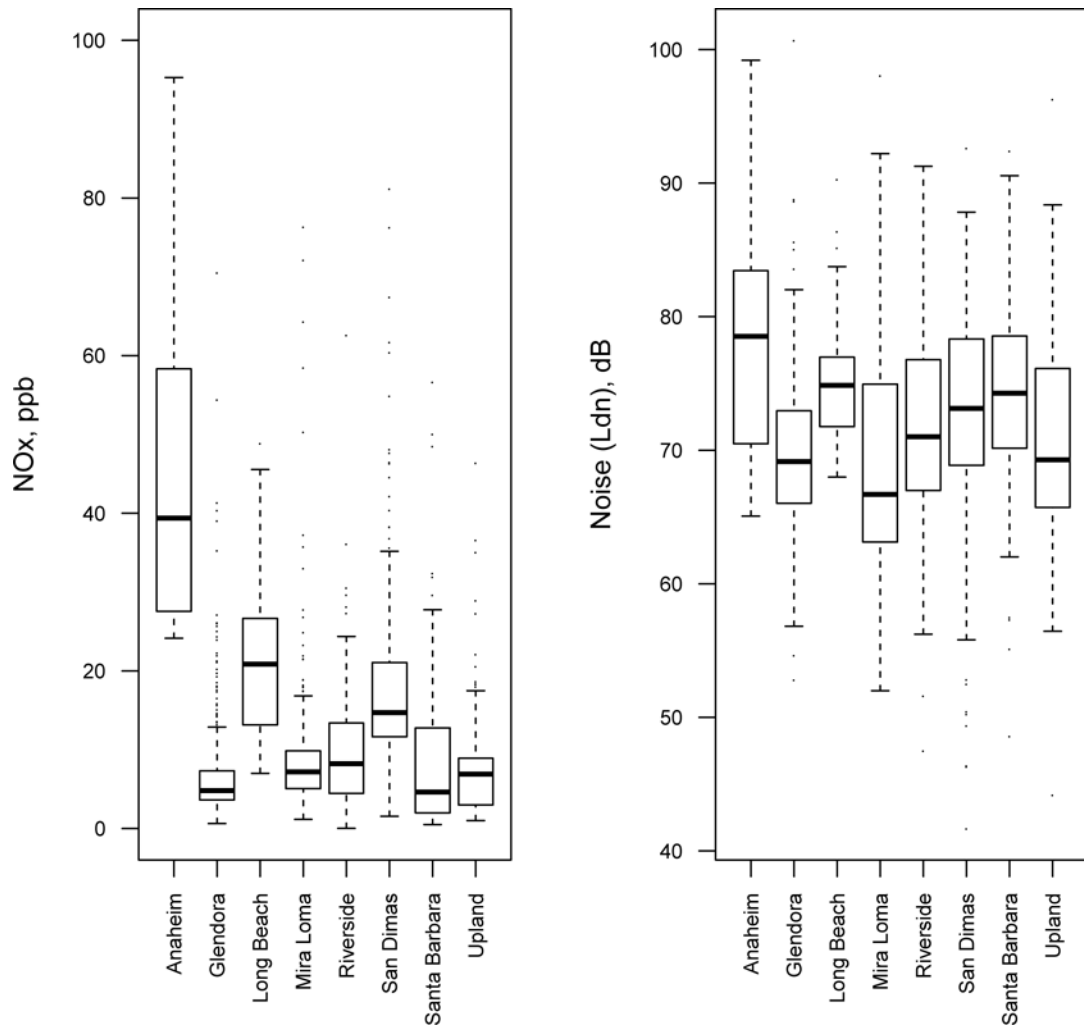 NOx, ppb
100
80
60
40
20
0
Anaheim
Glendora
Long Beach
Mira Loma
Riverside
San Dimas
Santa Barbara
Upland
Noise (Ldn), dB
100
90
80
70
60
50
40
Anaheim
Glendora
Long Beach
Mira Loma
Riverside
San Dimas
Santa Barbara
Upland